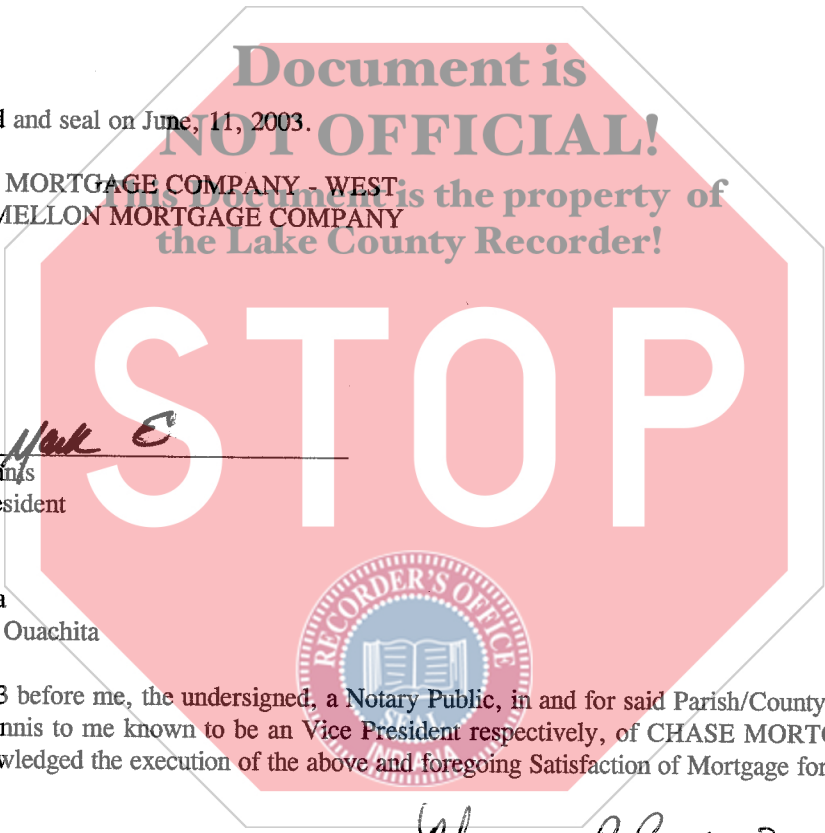 Document is
d and seal on June, 11, 2003.
NOT OFFICIAL!
MORTGAGE COMPANY - WEST
This Document is the property of
MELLON MORTGAGE COMPANY
the Lake County Recorder!
STOP
Mark E
nnis
esident
RECORDER'S OFFICE
a
Ouachita
3 before me, the undersigned, a Notary Public, in and for said Parish/County
nnis to me known to be an Vice President respectively, of CHASE MORTG
SEAL
INDIANA
wledged the execution of the above and foregoing Satisfaction of Mortgage for